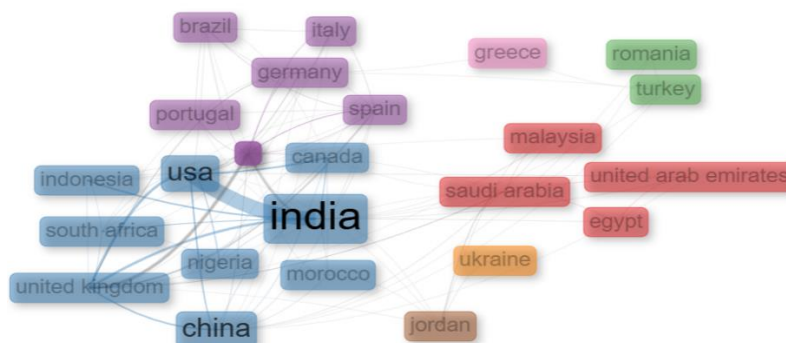 brazil
italy
greece
romania
germany
turkey
portugal
spain
malaysia
usa
canada
indonesia
saudi arabia
united arab emirates
india
south africa
egypt
nigeria
morocco
ukraine
united kingdom
china
jordan